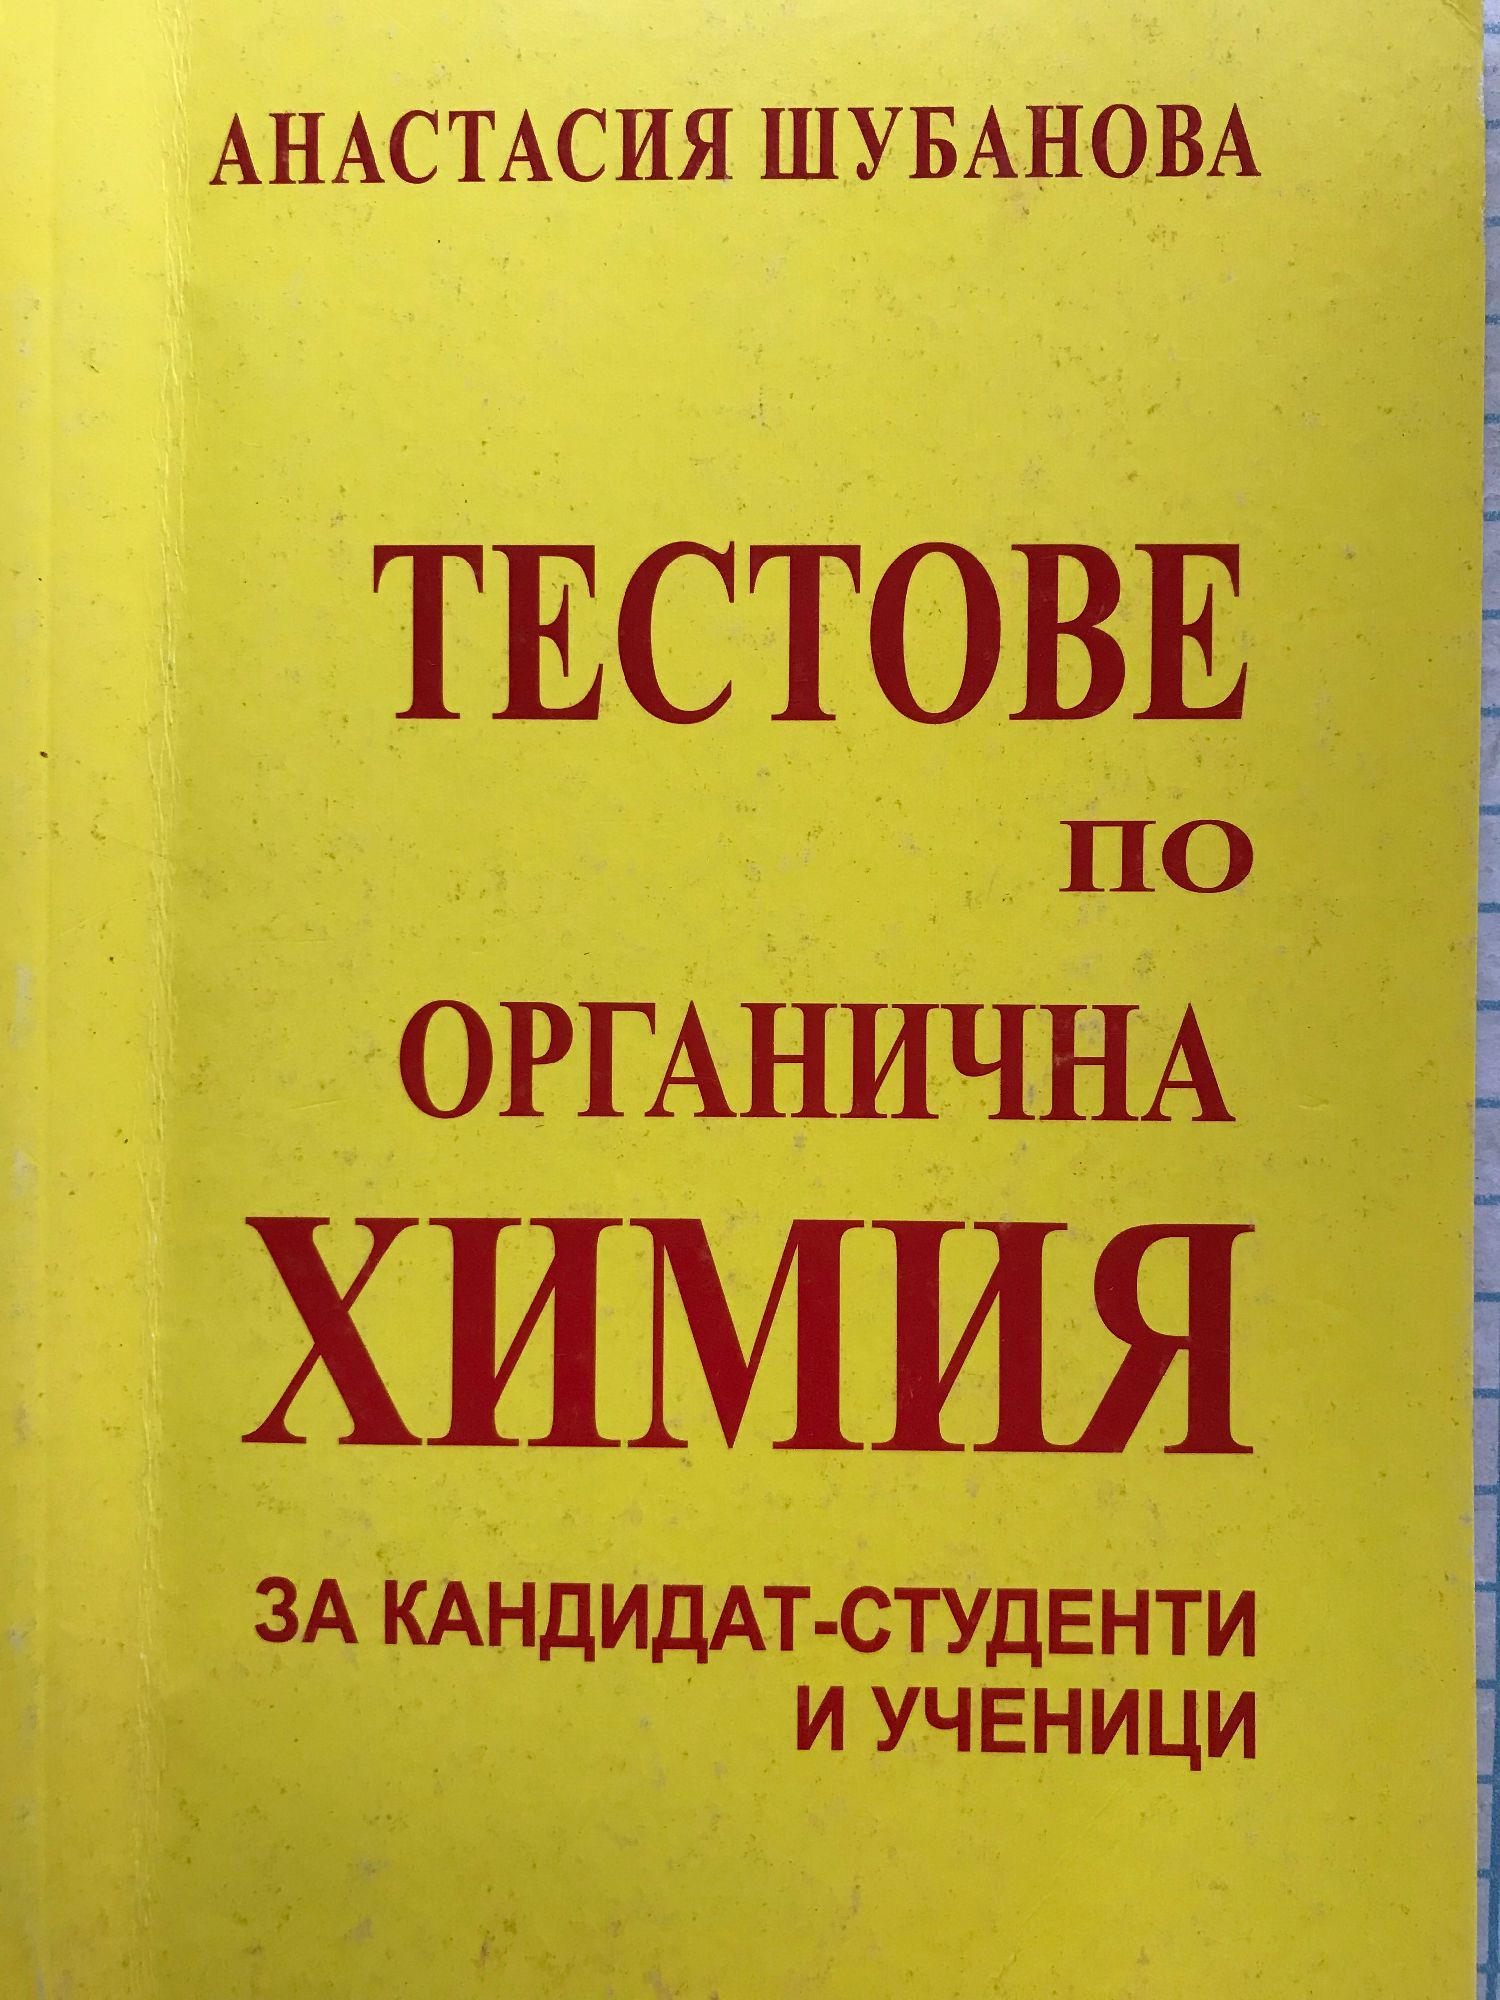 АНАСТАСИЯ ШУБАНОВА
ТЕСТОВЕ
ПО
ОРГАНИЧНА
ХИМИЯ
ЗА КАНДИДАТ-СТУДЕНТИ
И УЧЕНИЦИ